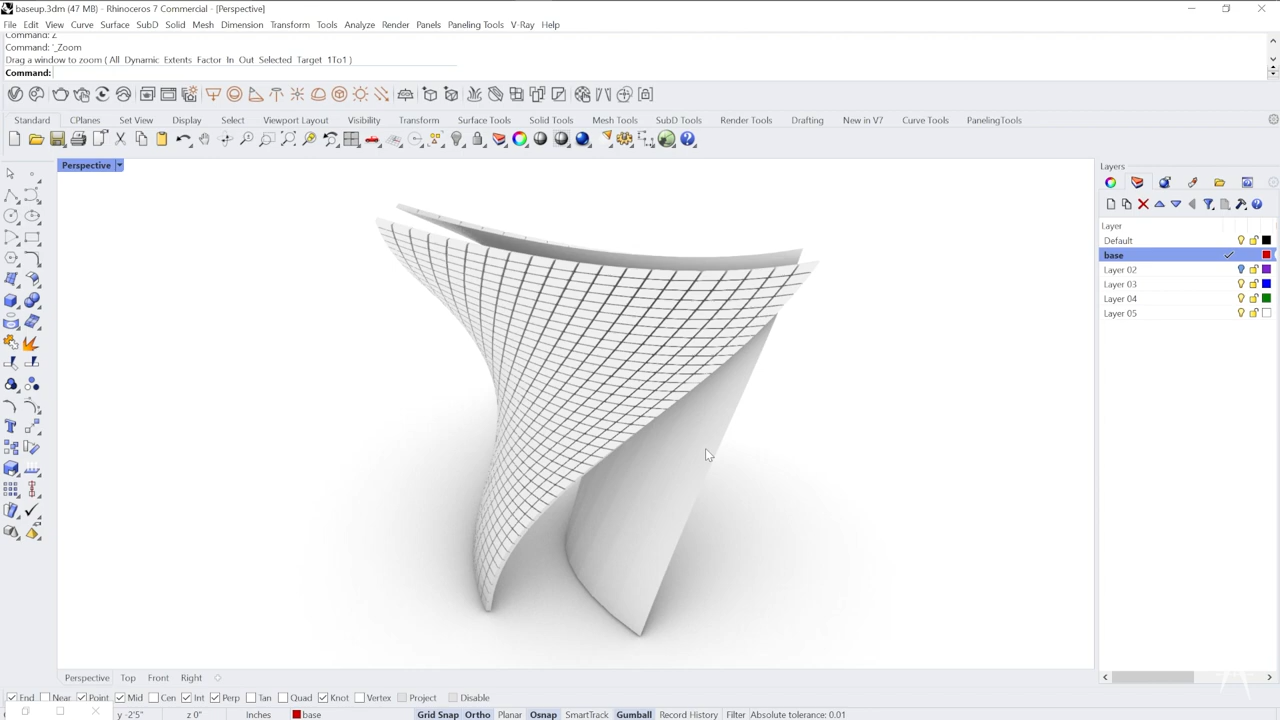 baseup.3dm (47 MB) - Rhinoceros 7 Commercial - [Perspective]
File Edit View Curve Surface SubD Solid Mesh Dimension Transform Tools Analyze Render Panels Paneling Tools V-Ray Help
Command: Z
Command: '_Zoom
Drag a window to zoom ( All Dynamic Extents Factor In Out Selected Target 1To1 )
Command:
Standard CPlanes Set View Display Select Viewport Layout Visibility Transform Surface Tools Solid Tools Mesh Tools SubD Tools Render Tools Drafting New in V7 Curve Tools PanelingTools
Perspective
Layers
Layer
Default
base
Layer 02
Layer 03
Layer 04
Layer 05
Perspective Top Front Right
End Near Point Mid Cen Int Perp Tan Quad Knot Vertex Project Disable
y -2'5" z 0" Inches base Grid Snap Ortho Planar Osnap SmartTrack Gumball Record History Filter Absolute tolerance: 0.01